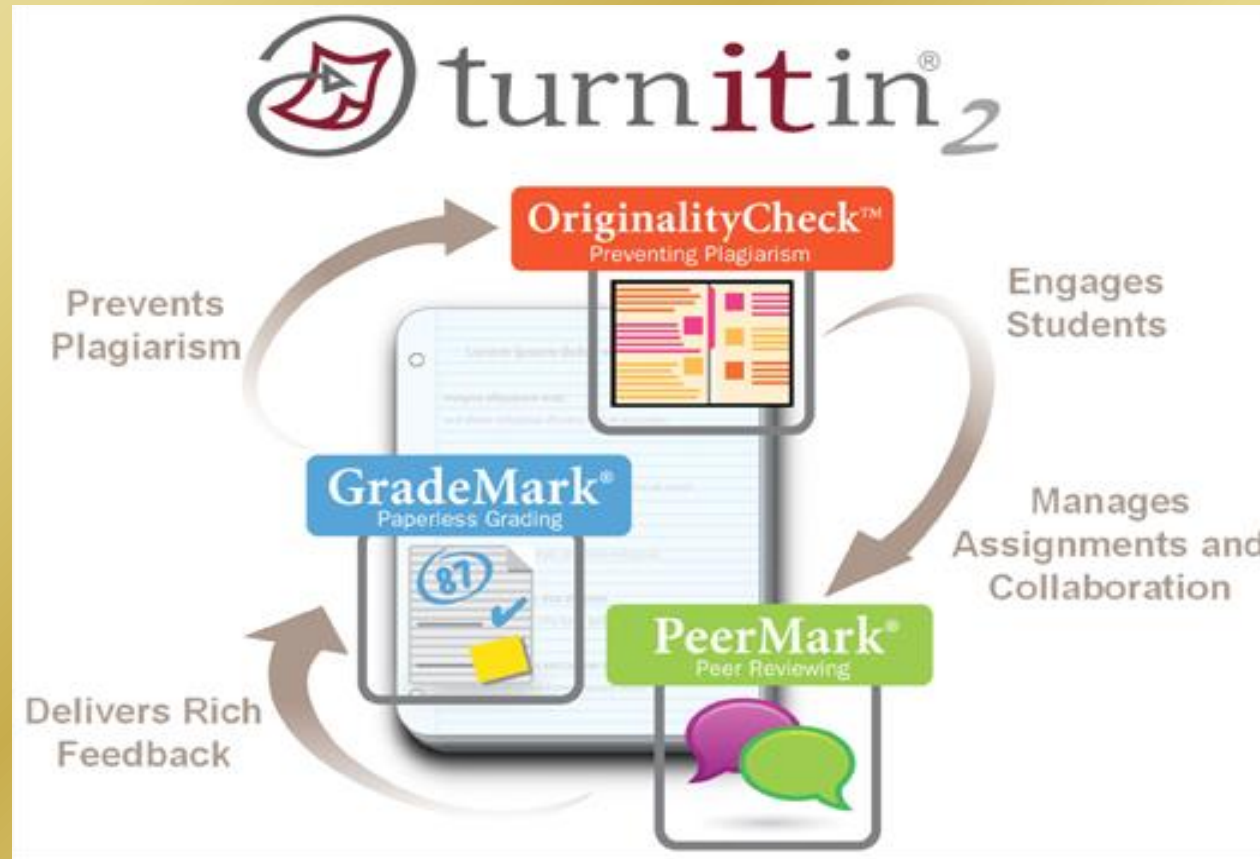 turnitin® 2
OriginalityCheck™
Preventing Plagiarism
Prevents
Plagiarism
Engages
Students
GradeMark®
Paperless Grading
87
Manages
Assignments and
Collaboration
PeerMark®
Peer Reviewing
Delivers Rich
Feedback